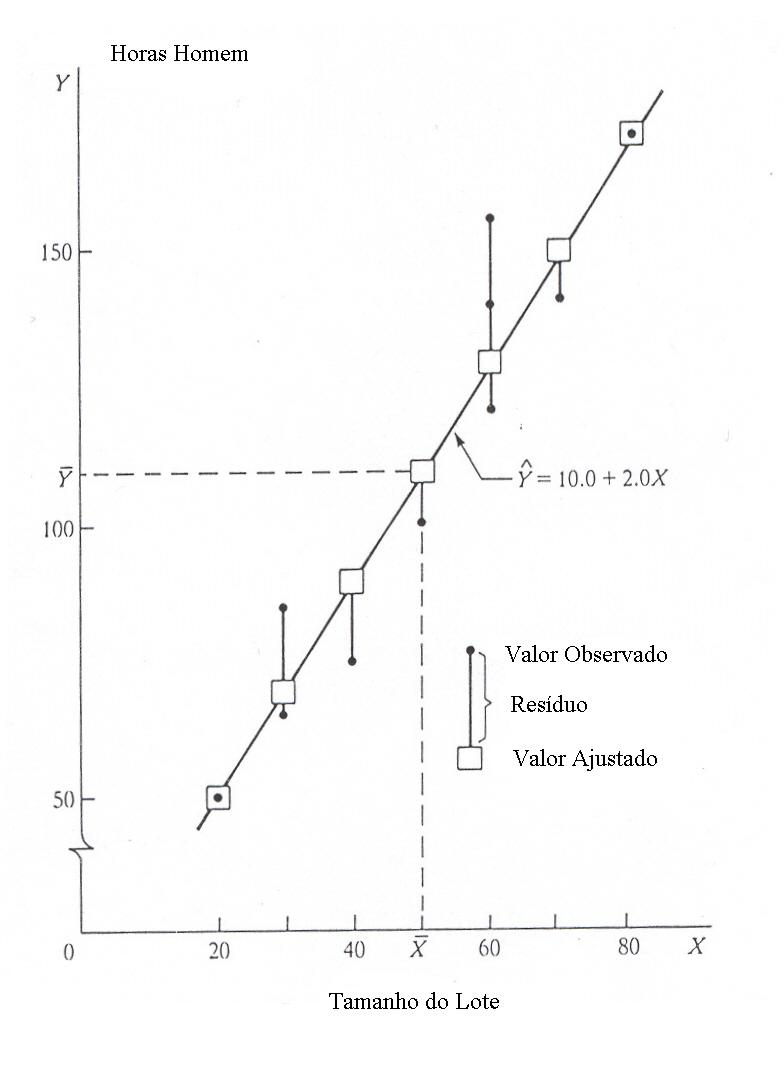 Horas Homem
Y
150
Ȳ
Ŷ = 10.0 + 2.0X
100
Valor Observado
Resíduo
Valor Ajustado
50
0
20
40
X̄
60
80
X
Tamanho do Lote